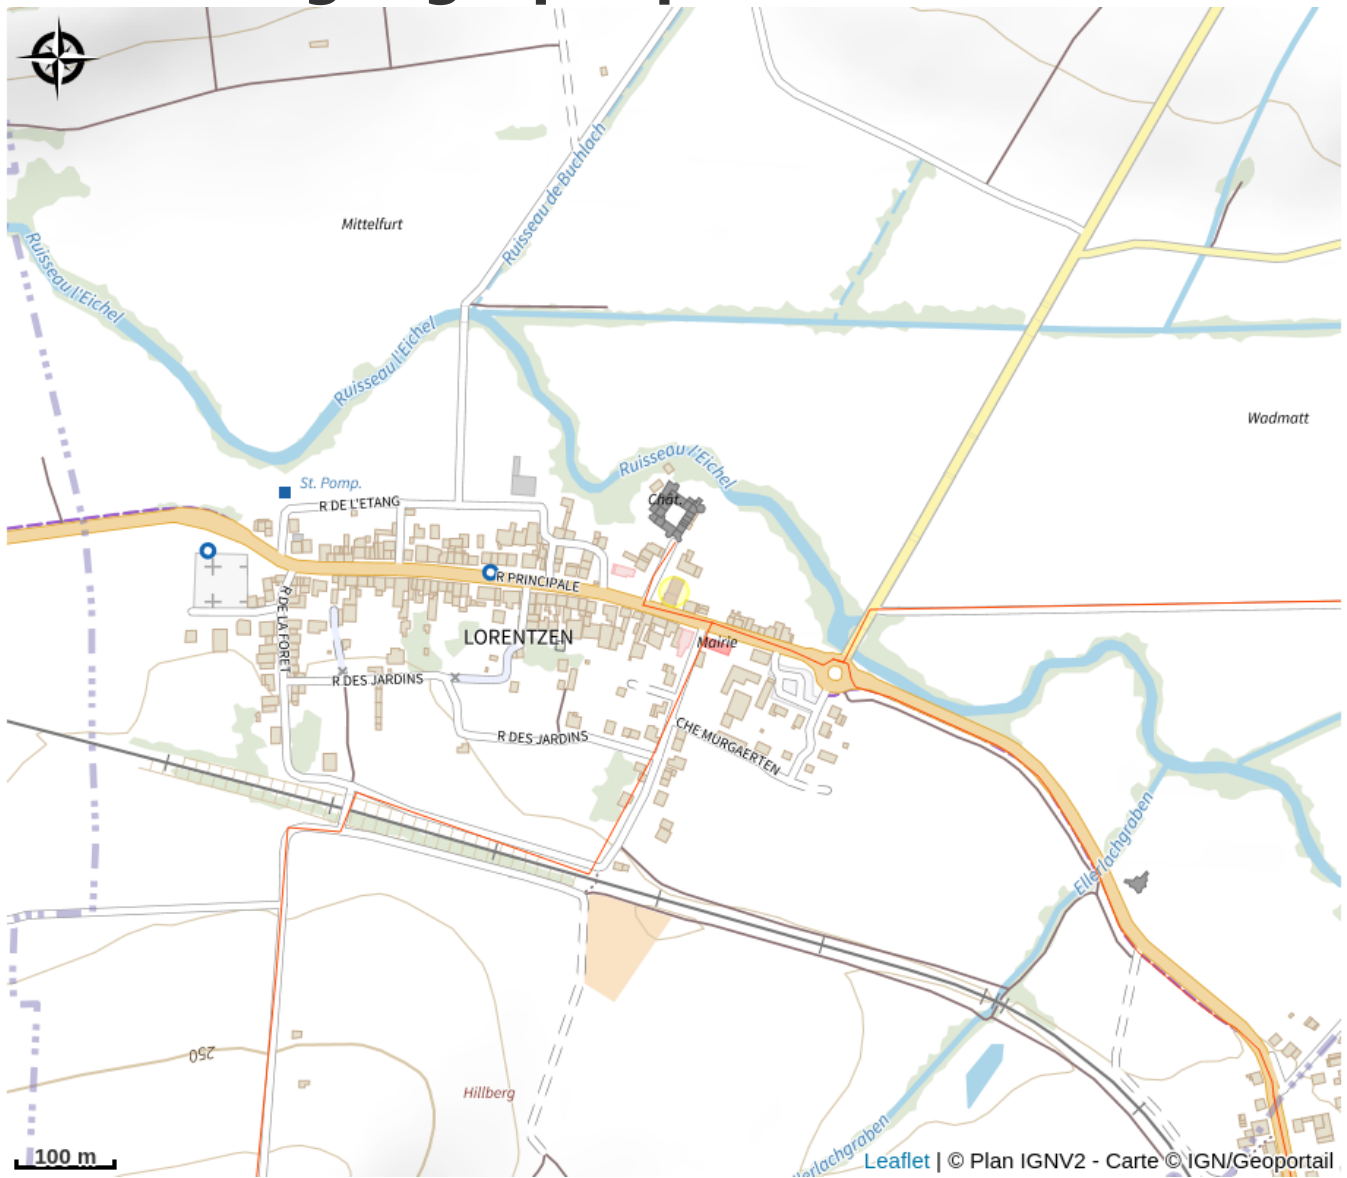 Ruisseau de Buchlach
Mittelfurt
Ruisseau l'Eichel
Ruisseau l'Eichel
Wadmatt
Ruisseau l'Eichel
St. Pomp.
Chât.
R DE L'ETANG
R PRINCIPALE
R DE LA FORET
LORENTZEN
Mairie
R DES JARDINS
R DES JARDINS
CHE MURGAERTEN
Ellerlachgraben
250
Hillberg
llerlachgraben
100 m
Leaflet | © Plan IGNV2 - Carte © IGN/Geoportail